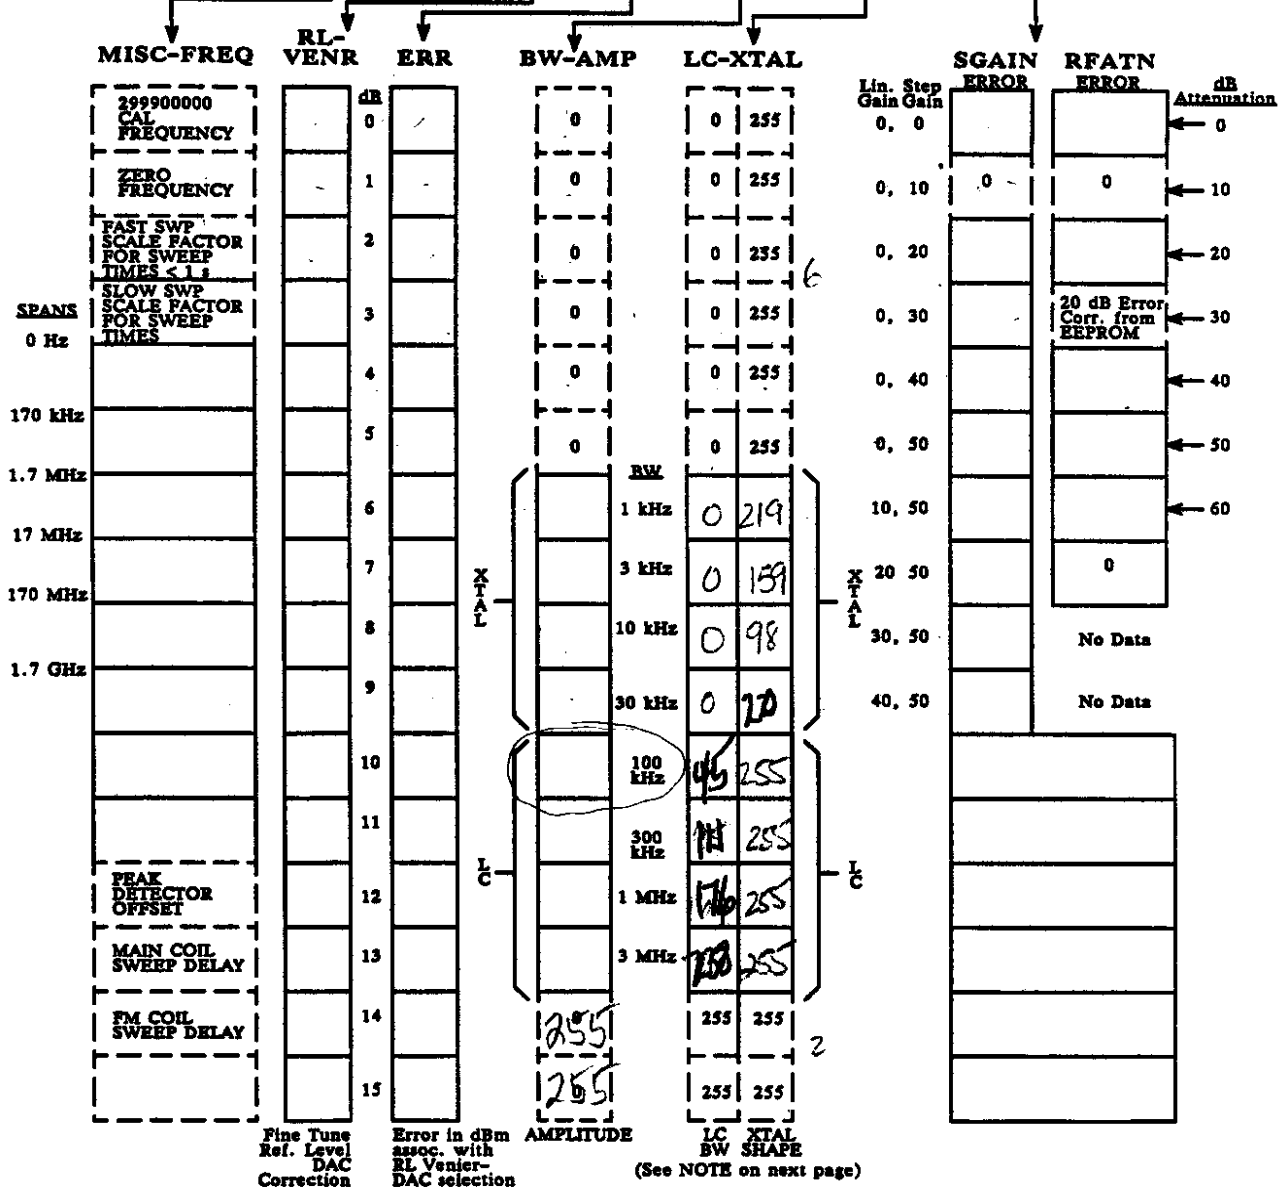 MISC-FREQ
RL-
VENR
ERR
BW-AMP
LC-XTAL
SGAIN
ERROR
RFATN
ERROR
Lin. Step
Gain Gain
dB
Attenuation
SPANS
0 Hz
170 kHz
1.7 MHz
17 MHz
170 MHz
1.7 GHz
299900000
CAL
FREQUENCY
ZERO
FREQUENCY
FAST SWP
SCALE FACTOR
FOR SWEEP
TIMES < 1 s
SLOW SWP
SCALE FACTOR
FOR SWEEP
TIMES
PEAK
DETECTOR
OFFSET
MAIN COIL
SWEEP DELAY
FM COIL
SWEEP DELAY
dB
0
1
2
3
4
5
6
7
8
9
10
11
12
13
14
15
Fine Tune
Ref. Level
DAC
Correction
Error in dBm
assoc. with
RL Venier-
DAC selection
0
0
0
0
0
0
XTAL
LC
255
255
AMPLITUDE
BW
1 kHz
3 kHz
10 kHz
30 kHz
100
kHz
300
kHz
1 MHz
3 MHz
0 255
0 255
0 255
0 255
0 255
0 255
0 219
0 159
0 98
0
255
255
255
255
255 255
255 255
6
2
LC
BW
XTAL
SHAPE
(See NOTE on next page)
XTAL
LC
0, 0
0, 10
0, 20
0, 30
0, 40
0, 50
10, 50
20 50
30, 50
40, 50
0
0
20 dB Error
Corr. from
EEPROM
0
No Data
No Data
0
10
20
30
40
50
60